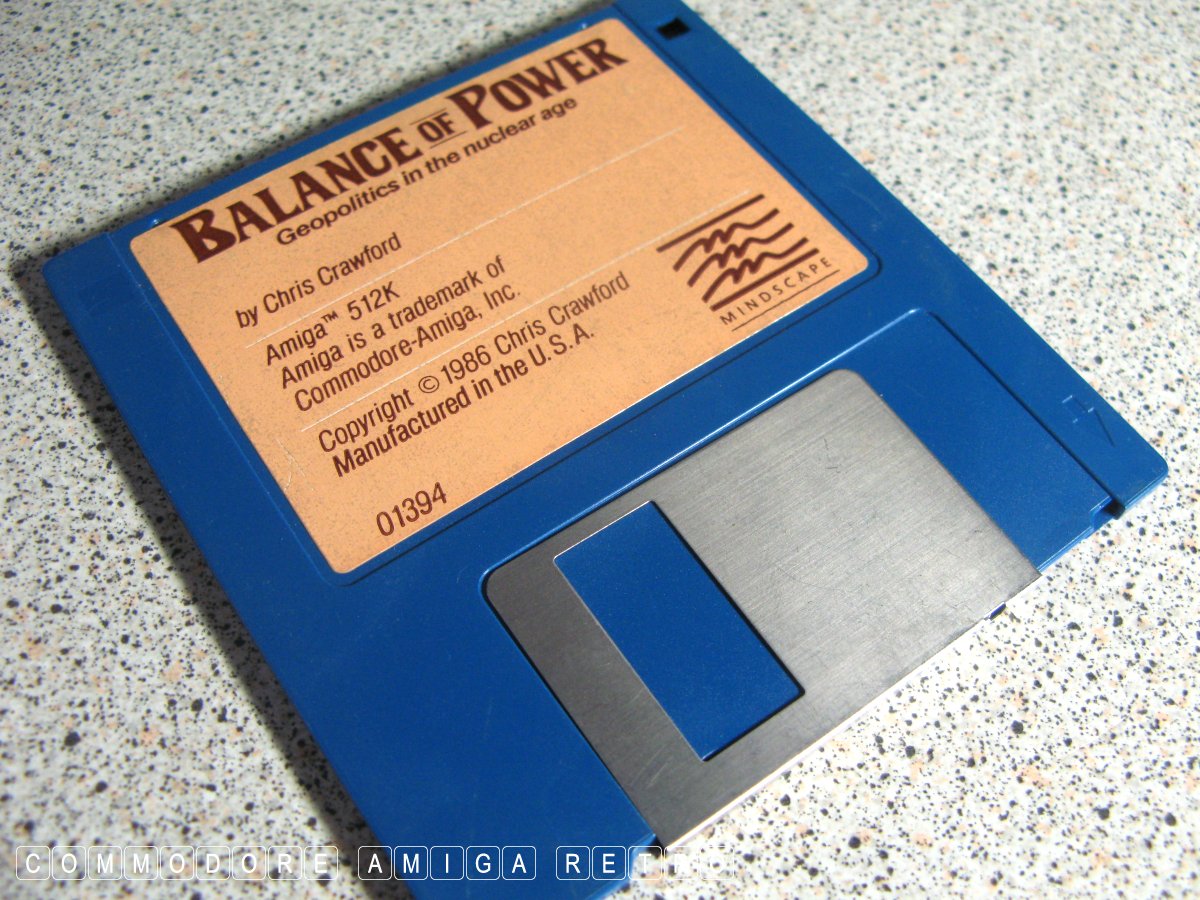 BALANCE OF POWER
Geopolitics in the nuclear age
by Chris Crawford
Amiga™ 512K
Amiga is a trademark of
Commodore-Amiga, Inc.
Copyright © 1986 Chris Crawford
Manufactured in the U.S.A.
01394
MINDSCAPE
COMMODORE AMIGA RETRO